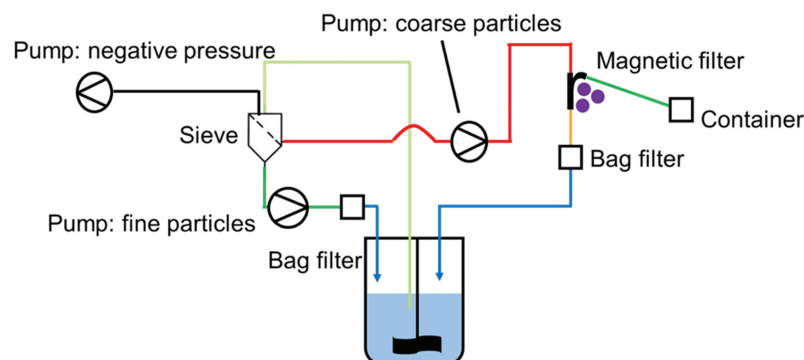 Pump: coarse particles
Pump: negative pressure
Magnetic filter
Sieve
Container
Bag filter
Pump: fine particles
Bag filter